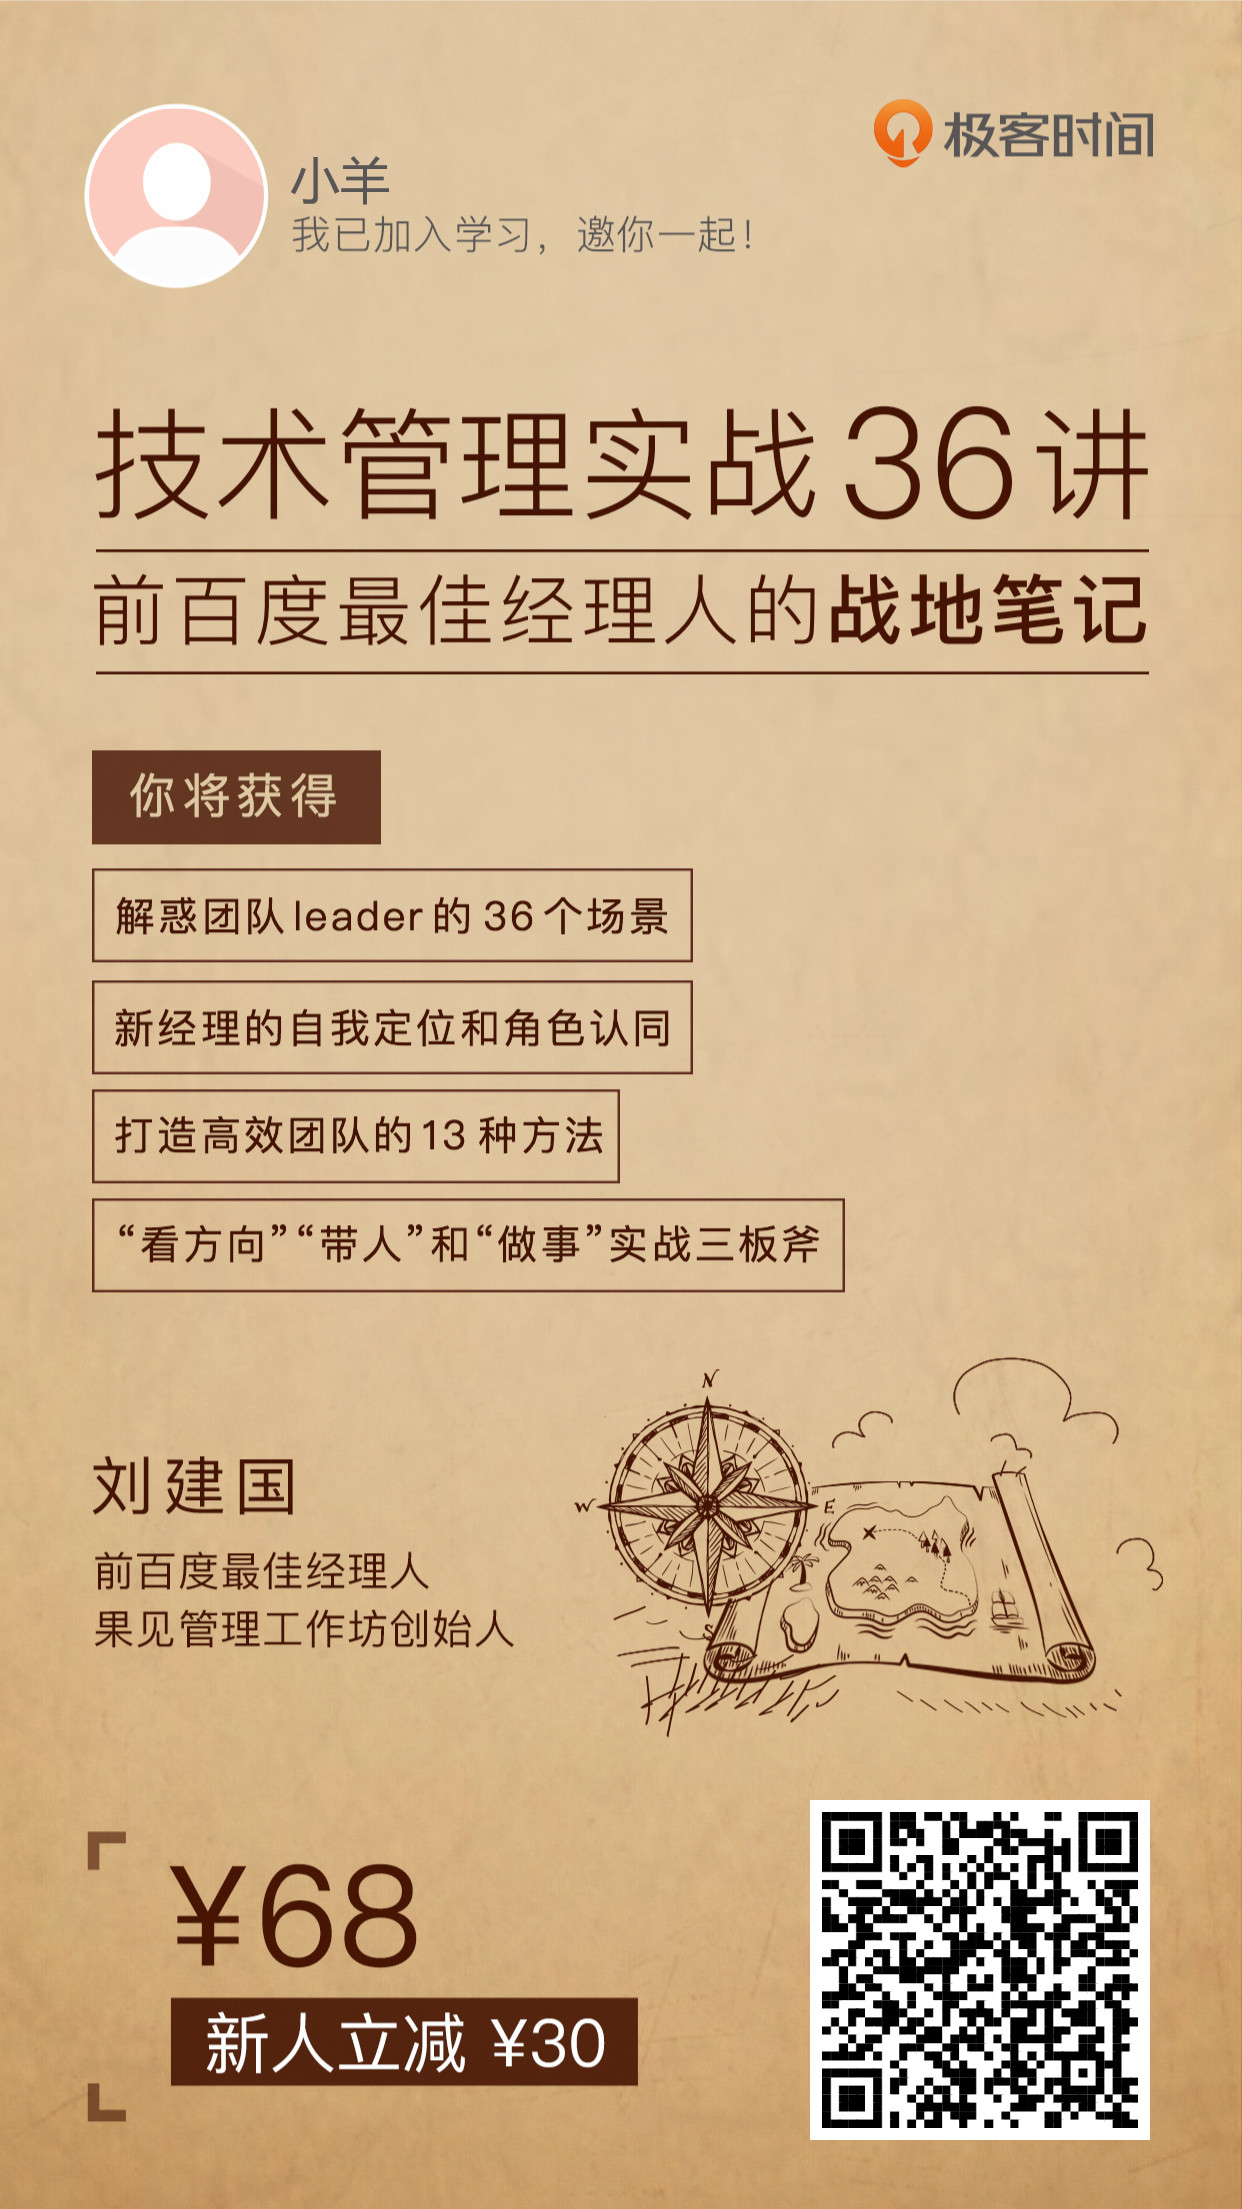 极客时间
小羊
我已加入学习，邀你一起！
技术管理实战36讲
前百度最佳经理人的战地笔记
你将获得
解惑团队leader的36个场景
新经理的自我定位和角色认同
打造高效团队的13种方法
“看方向”“带人”和“做事”实战三板斧
N
W
E
S
刘建国
前百度最佳经理人
果见管理工作坊创始人
¥68
新人立减 ¥30